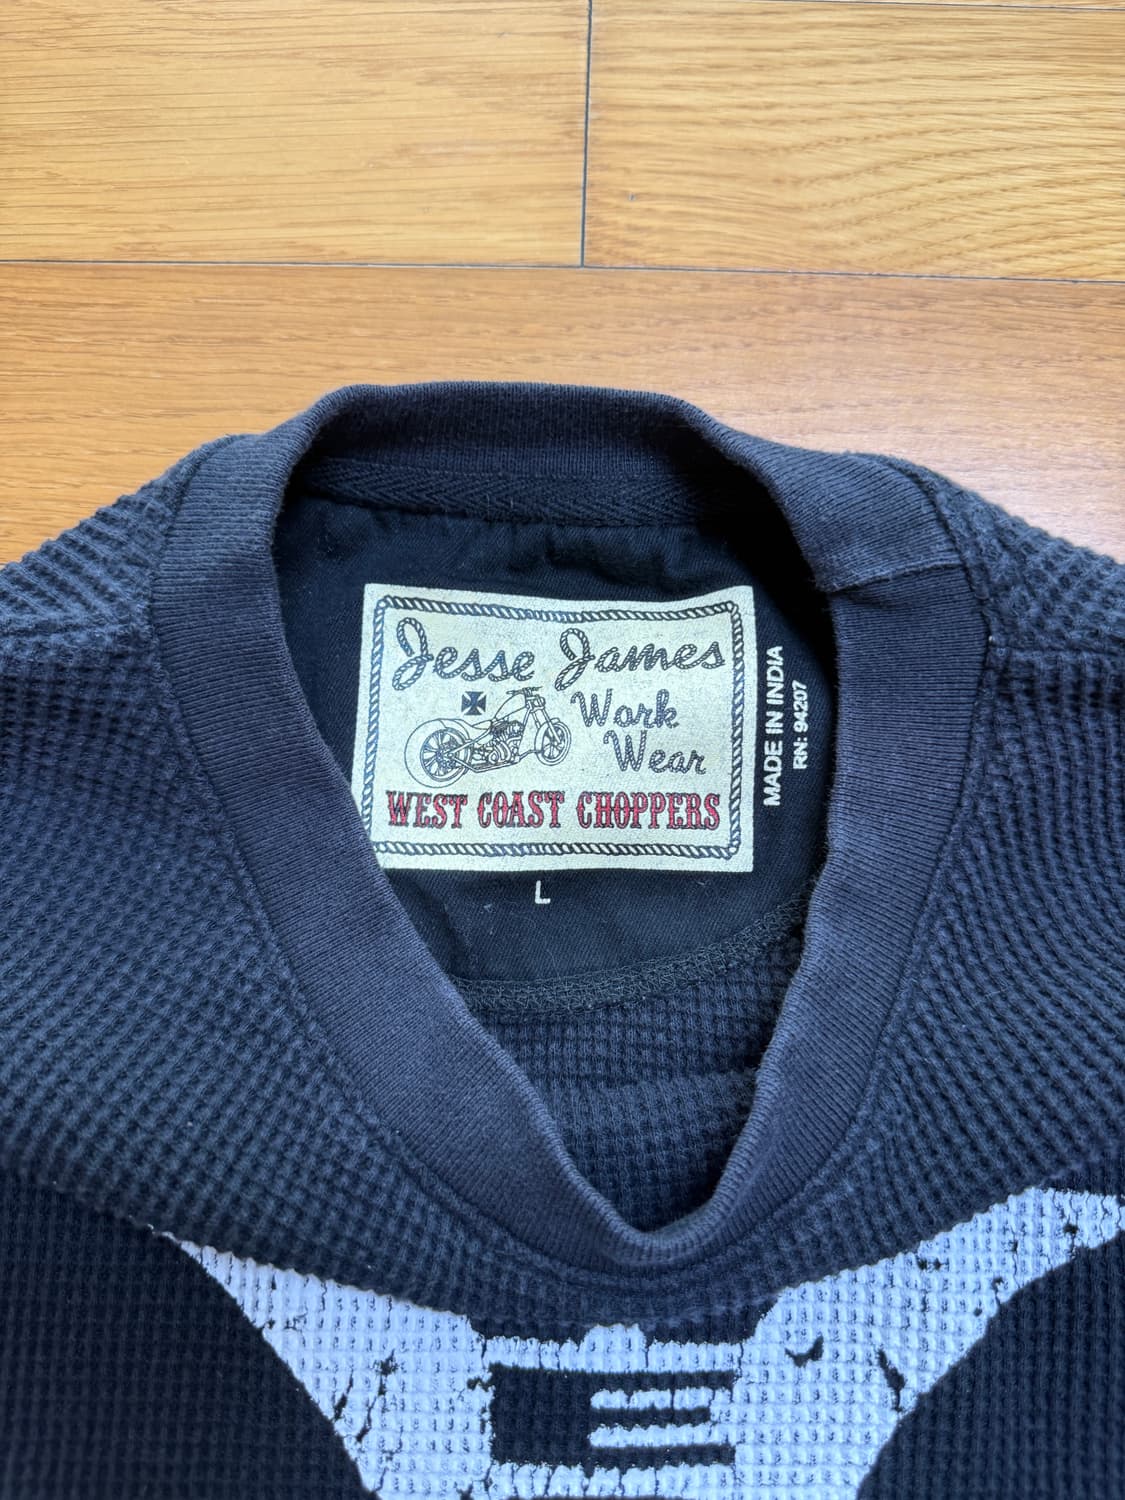 Jesse James
Work
Wear
WEST COAST CHOPPERS
L
MADE IN INDIA
RN: 94207